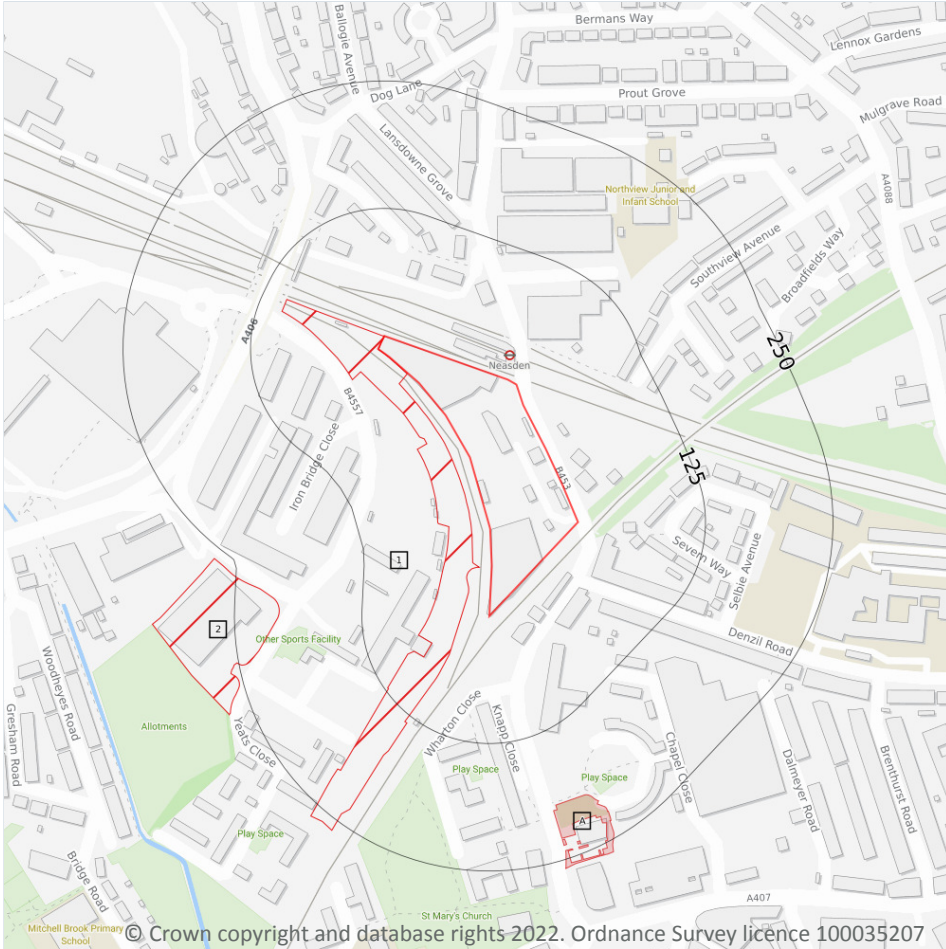 Bermans Way
Ballogie Avenue
Lennox Gardens
Dog Lane
Prout Grove
Mulgrave Road
Lansdowne Grove
A4088
Northview Junior and
Infant School
Southview Avenue
Broadfields Way
A406
250
Neasden
B4557
Iron Bridge Close
125
B453
1
Severn Way
Selbie Avenue
2
Other Sports Facility
Denzil Road
Woodheyes Road
Gresham Road
Allotments
Yeats Close
Wharton Close
Knapp Close
Chapel Close
Play Space
Play Space
Dalmeyer Road
Brenthurst Road
A
Play Space
Bridge Road
A407
St Mary's Church
Mitchell Brook Primary
School
© Crown copyright and database rights 2022. Ordnance Survey licence 100035207